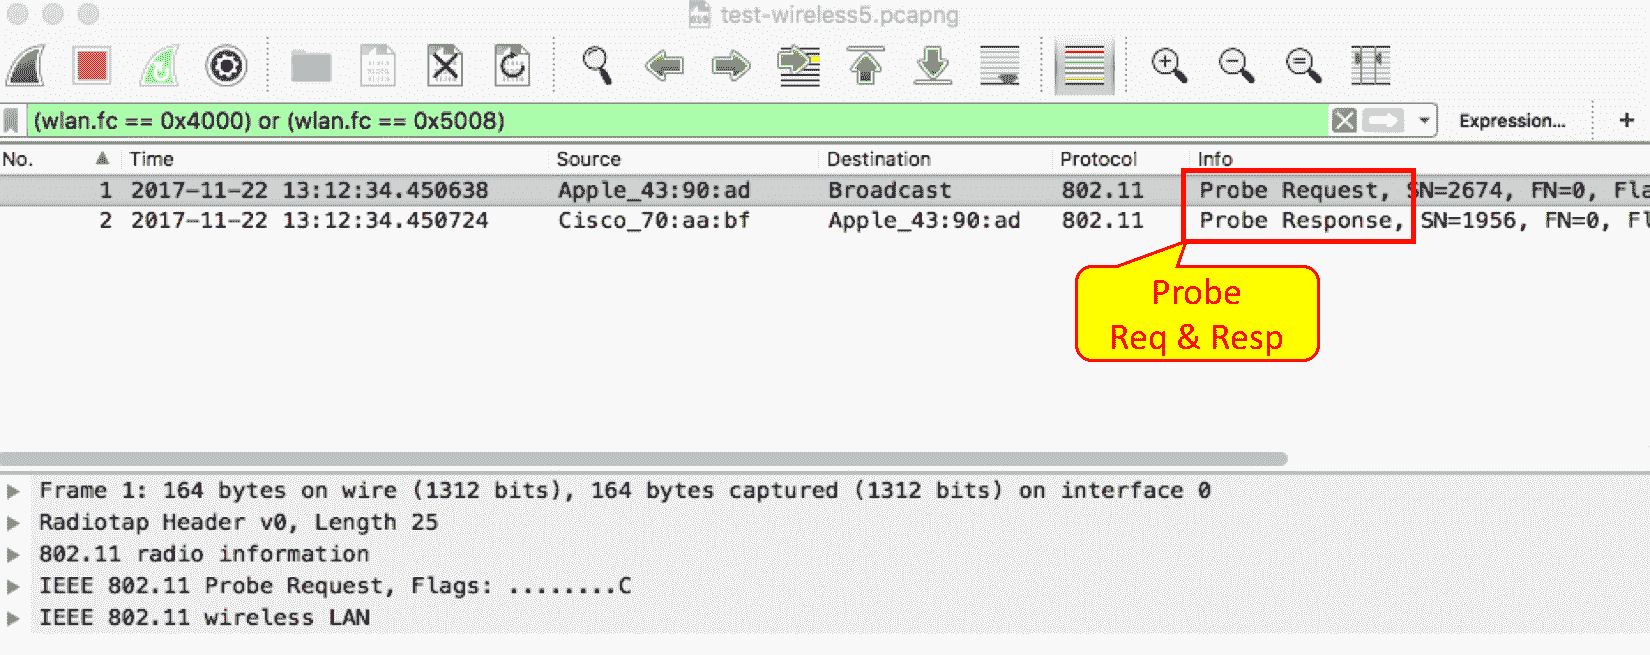 test-wireless5.pcapng
(wlan.fc == 0x4000) or (wlan.fc == 0x5008)
Expression...
+
No. Time Source Destination Protocol Info
1 2017-11-22 13:12:34.450638 Apple_43:90:ad Broadcast 802.11 Probe Request, SN=2674, FN=0, Fla
2 2017-11-22 13:12:34.450724 Cisco_70:aa:bf Apple_43:90:ad 802.11 Probe Response, SN=1956, FN=0, Fl
Probe
Req & Resp
Frame 1: 164 bytes on wire (1312 bits), 164 bytes captured (1312 bits) on interface 0
Radiotap Header v0, Length 25
802.11 radio information
IEEE 802.11 Probe Request, Flags: ........C
IEEE 802.11 wireless LAN